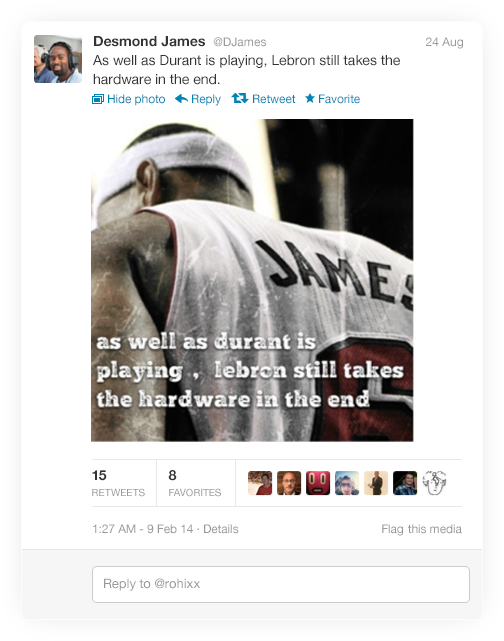 Desmond James @DJames 24 Aug
As well as Durant is playing, Lebron still takes the
hardware in the end.
Hide photo Reply Retweet Favorite
JAMES
as well as durant is
playing , lebron still takes
the hardware in the end
15 8
RETWEETS FAVORITES
1:27 AM - 9 Feb 14 · Details Flag this media
Reply to @rohixx